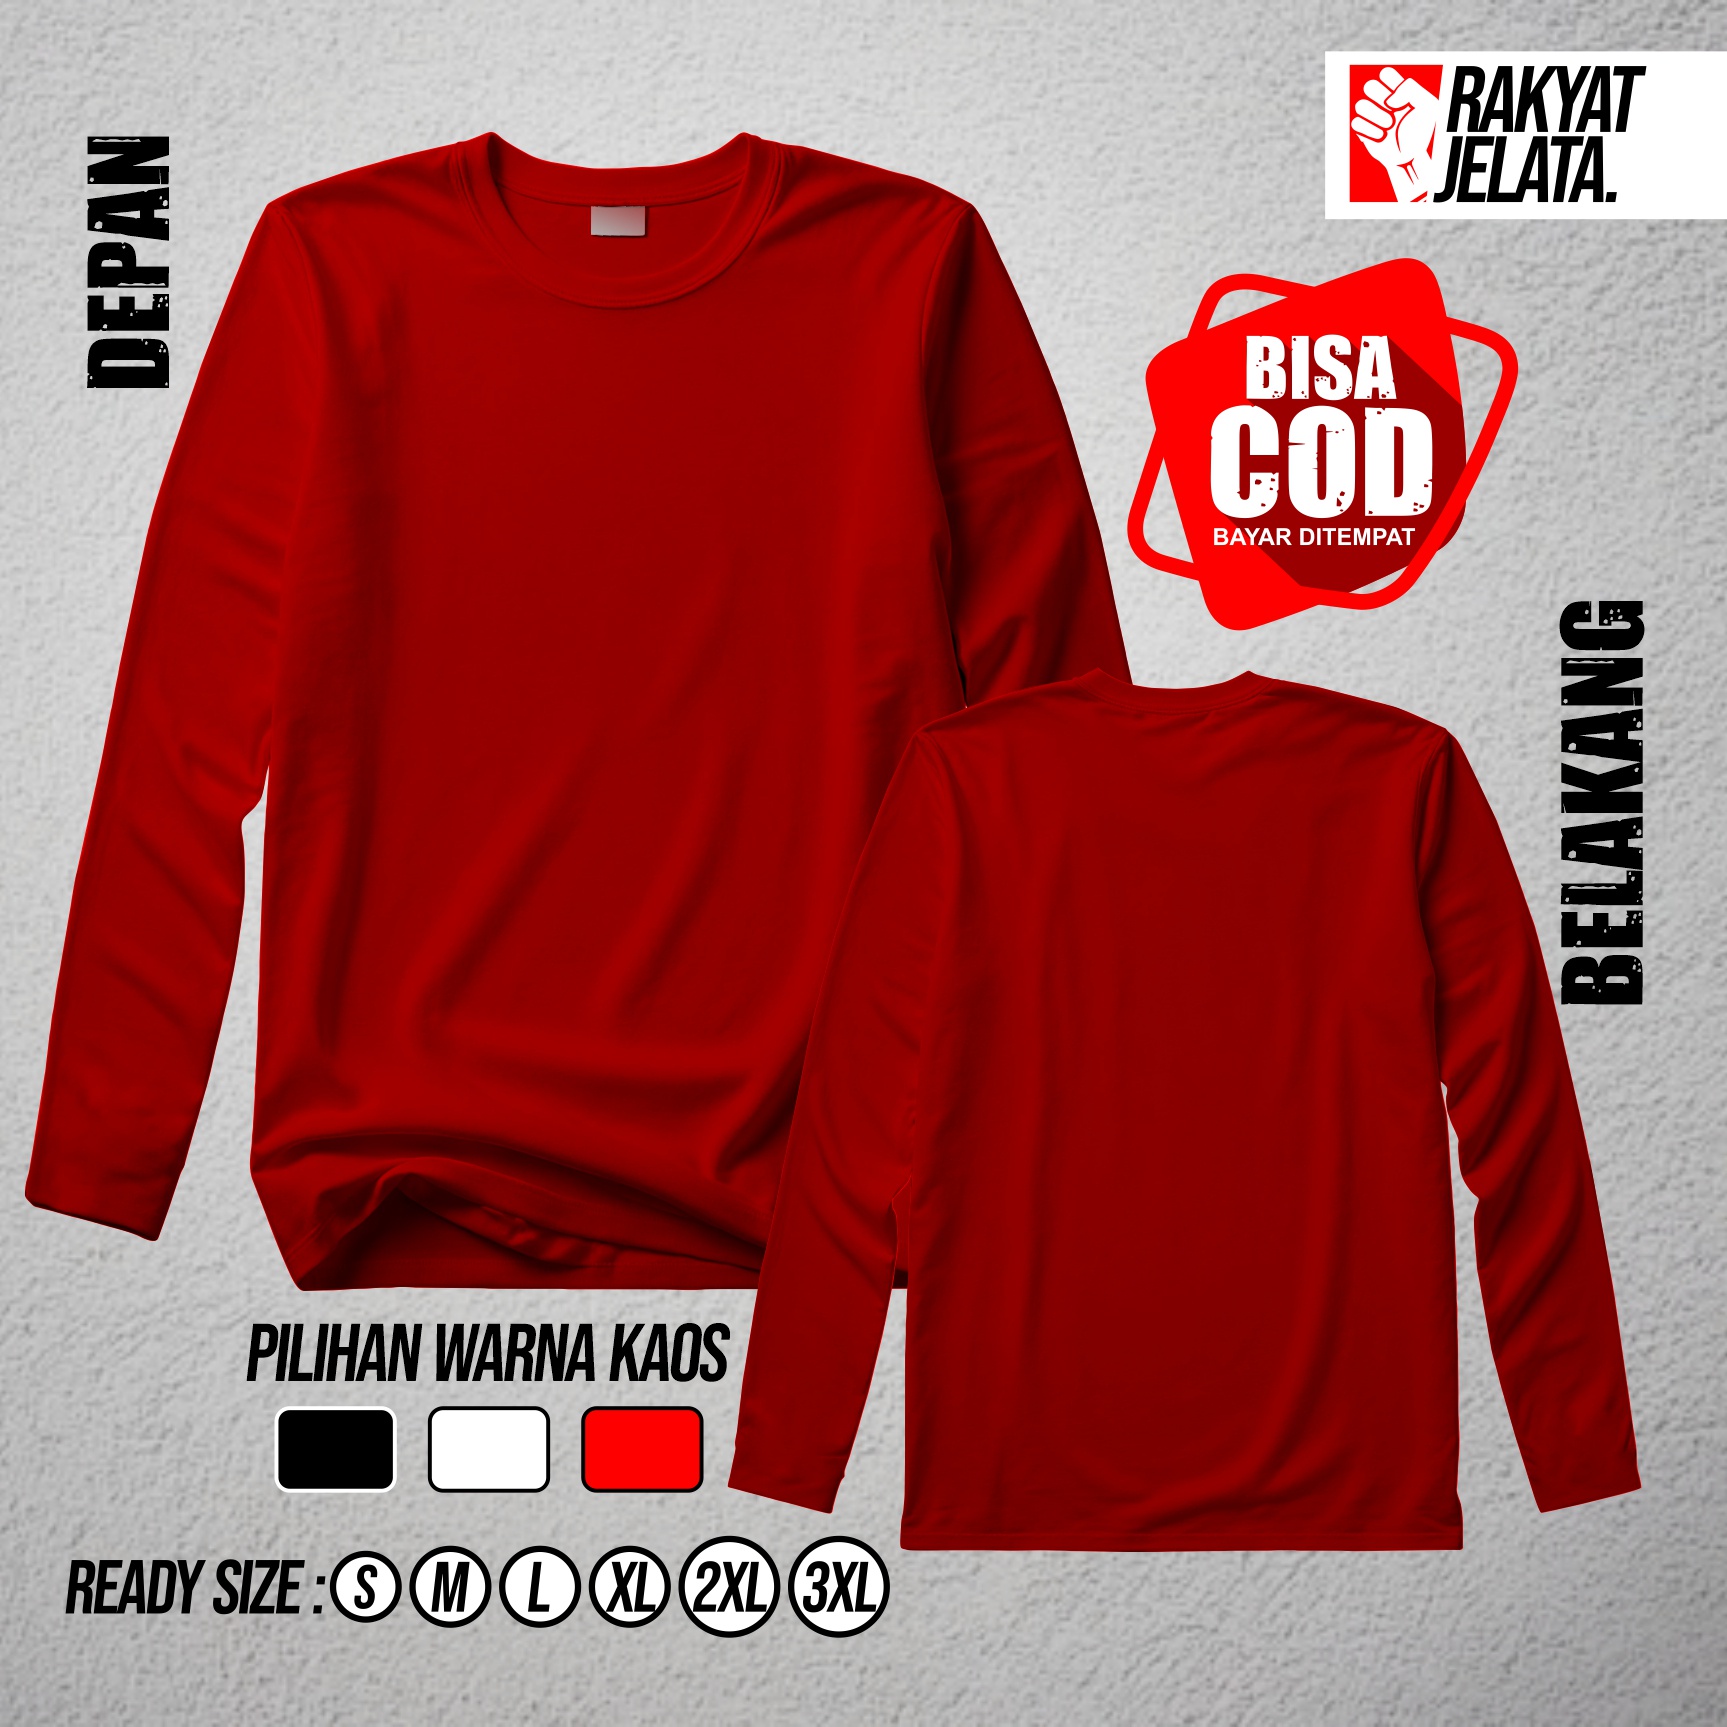 DEPAN
RAKYAT
JELATA.
BISA
COD
BAYAR DITEMPAT
BELAKANG
PILIHAN WARNA KAOS
READY SIZE : S M L XL 2XL 3XL